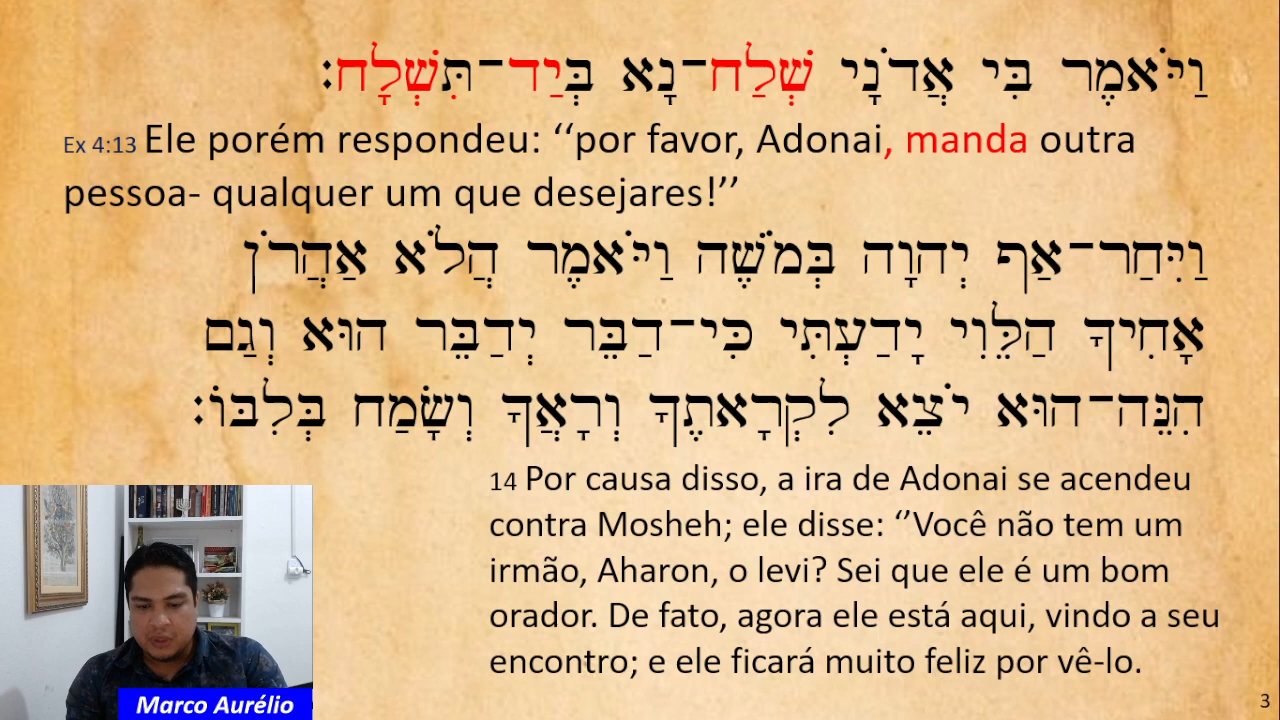 וַיֹּאמֶר בִּי אֲדֹנָי שְׁלַח־נָא בְּיַד־תִּשְׁלָח׃
Ex 4:13 Ele porém respondeu: ‘‘por favor, Adonai, manda outra
pessoa- qualquer um que desejares!’’
וַיִּחַר־אַף יְהוָה בְּמֹשֶׁה וַיֹּאמֶר הֲלֹא אַהֲרֹן
אָחִיךָ הַלֵּוִי יָדַעְתִּי כִּי־דַבֵּר יְדַבֵּר הוּא וְגַם
הִנֵּה־הוּא יֹצֵא לִקְרָאתֶךָ וְרָאֲךָ וְשָׂמַח בְּלִבּוֹ׃
14 Por causa disso, a ira de Adonai se acendeu
contra Mosheh; ele disse: ‘’Você não tem um
irmão, Aharon, o levi? Sei que ele é um bom
orador. De fato, agora ele está aqui, vindo a seu
encontro; e ele ficará muito feliz por vê-lo.
Marco Aurélio
3